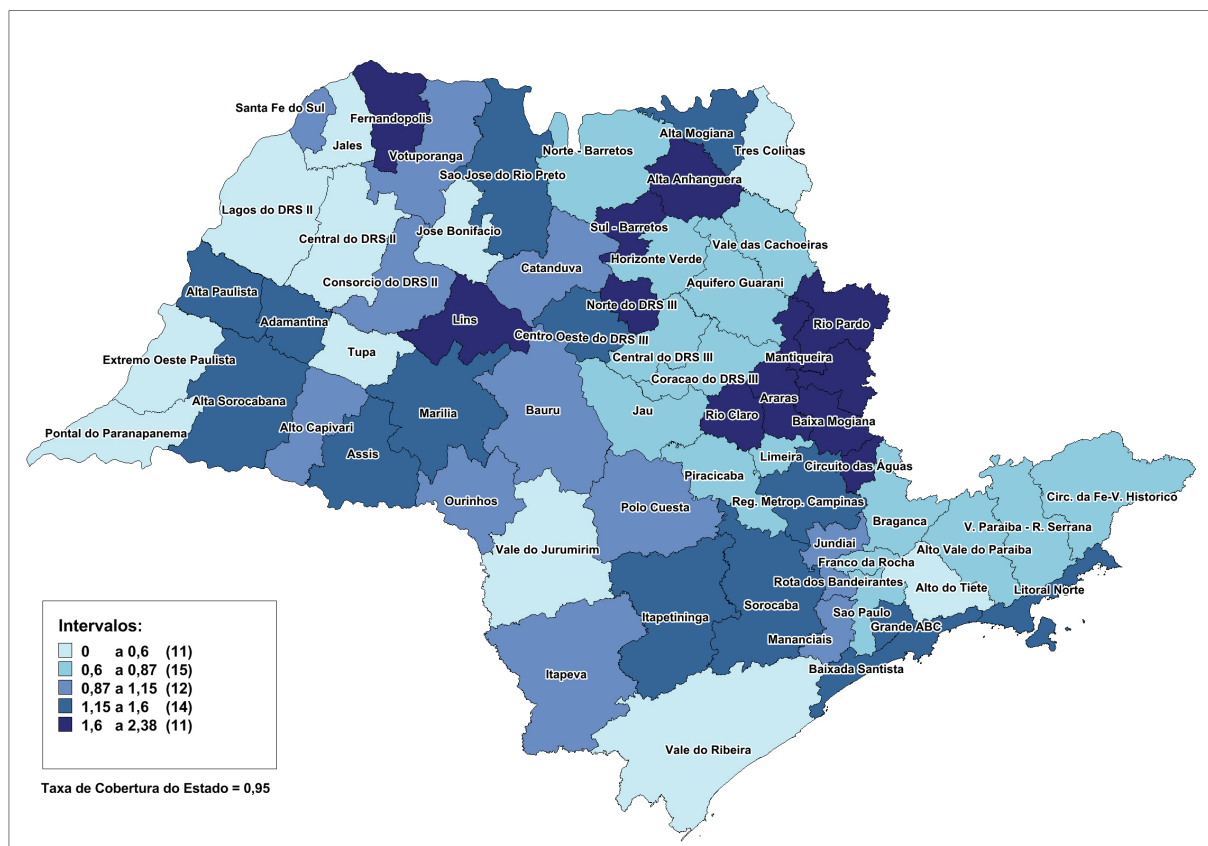 Santa Fe do Sul
Fernandopolis
Jales
Votuporanga
Sao Jose do Rio Preto
Norte - Barretos
Alta Mogiana
Tres Colinas
Alta Anhanguera
Lagos do DRS II
Central do DRS II
Jose Bonifacio
Sul - Barretos
Horizonte Verde
Vale das Cachoeiras
Consorcio do DRS II
Catanduva
Aquifero Guarani
Alta Paulista
Adamantina
Lins
Norte do DRS III
Centro Oeste do DRS III
Rio Pardo
Extremo Oeste Paulista
Tupa
Central do DRS III
Mantiqueira
Coracao do DRS III
Alta Sorocabana
Marilia
Bauru
Jau
Rio Claro
Araras
Baixa Mogiana
Pontal do Paranapanema
Alto Capivari
Assis
Limeira
Circuito das Águas
Piracicaba
Ourinhos
Polo Cuesta
Reg. Metrop. Campinas
Circ. da Fe-V. Historico
Braganca
V. Paraiba - R. Serrana
Jundiai
Alto Vale do Paraiba
Vale do Jurumirim
Franco da Rocha
Rota dos Bandeirantes
Alto do Tiete
Litoral Norte
Itapetininga
Sorocaba
Sao Paulo
Grande ABC
Mananciais
Itapeva
Baixada Santista
Vale do Ribeira
Intervalos:
0 a 0,6 (11)
0,6 a 0,87 (15)
0,87 a 1,15 (12)
1,15 a 1,6 (14)
1,6 a 2,38 (11)
Taxa de Cobertura do Estado = 0,95